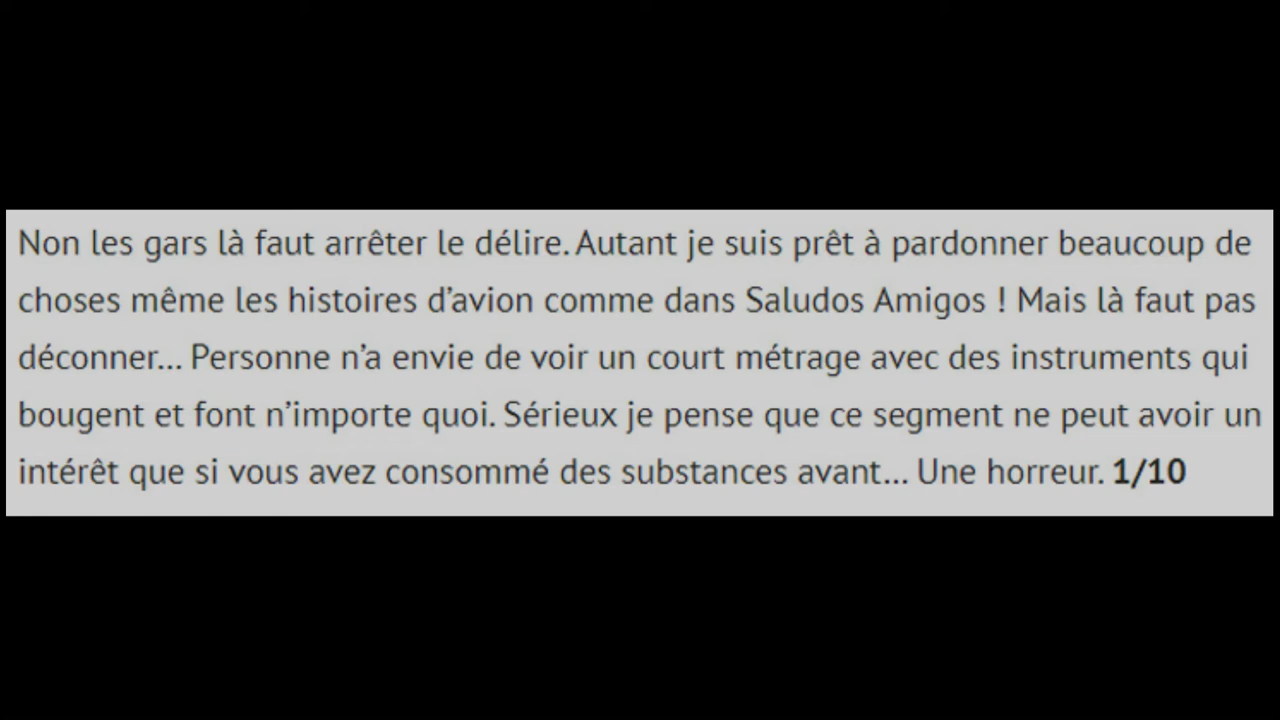 Non les gars là faut arrêter le délire. Autant je suis prêt à pardonner beaucoup de
choses même les histoires d’avion comme dans Saludos Amigos ! Mais là faut pas
déconner... Personne n’a envie de voir un court métrage avec des instruments qui
bougent et font n’importe quoi. Sérieux je pense que ce segment ne peut avoir un
intérêt que si vous avez consommé des substances avant... Une horreur. 1/10